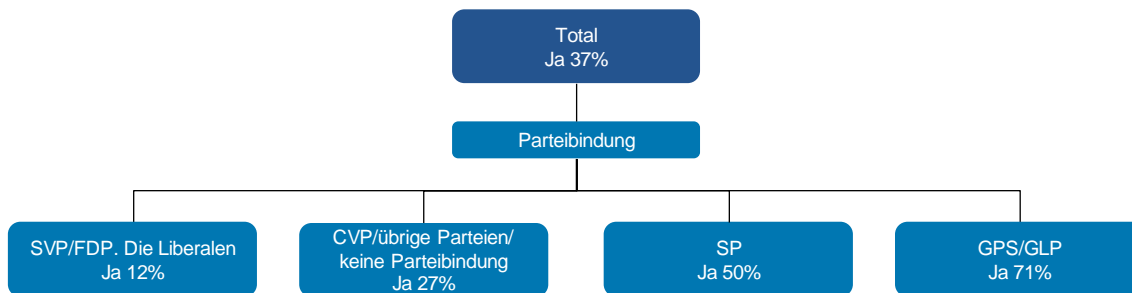 Total
Ja 37%
Parteibindung
SVP/FDP. Die Liberalen
Ja 12%
CVP/übrige Parteien/
keine Parteibindung
Ja 27%
SP
Ja 50%
GPS/GLP
Ja 71%